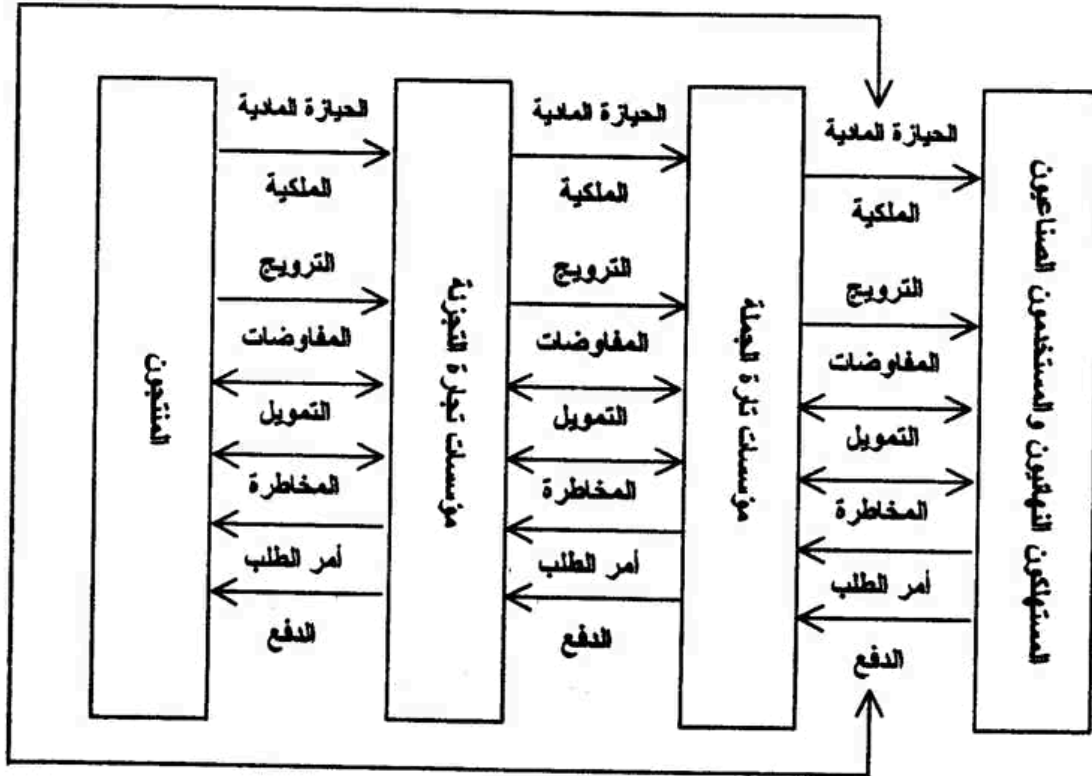 المنتجون
الحيازة المادية
الملكية
الترويج
المفاوضات
التمويل
المخاطرة
أمر الطلب
الدفع
مؤسسات تجارة التجزئة
الحيازة المادية
الملكية
الترويج
المفاوضات
التمويل
المخاطرة
أمر الطلب
الدفع
مؤسسات تارة الجملة
الحيازة المادية
الملكية
الترويج
المفاوضات
التمويل
المخاطرة
أمر الطلب
الدفع
المستهلكون النهائيون والمستخدمون الصناعيون